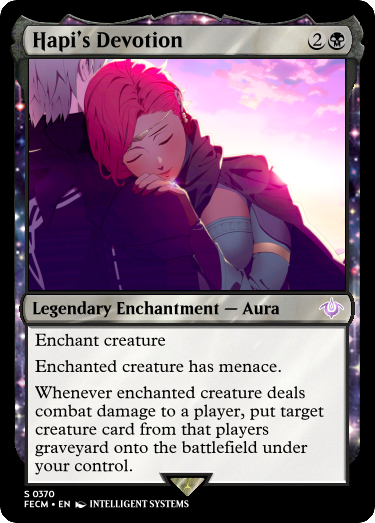 Hapi's Devotion 2
Legendary Enchantment — Aura
Enchant creature
Enchanted creature has menace.
Whenever enchanted creature deals
combat damage to a player, put target
creature card from that players
graveyard onto the battlefield under
your control.
S 0370
FECM • EN INTELLIGENT SYSTEMS